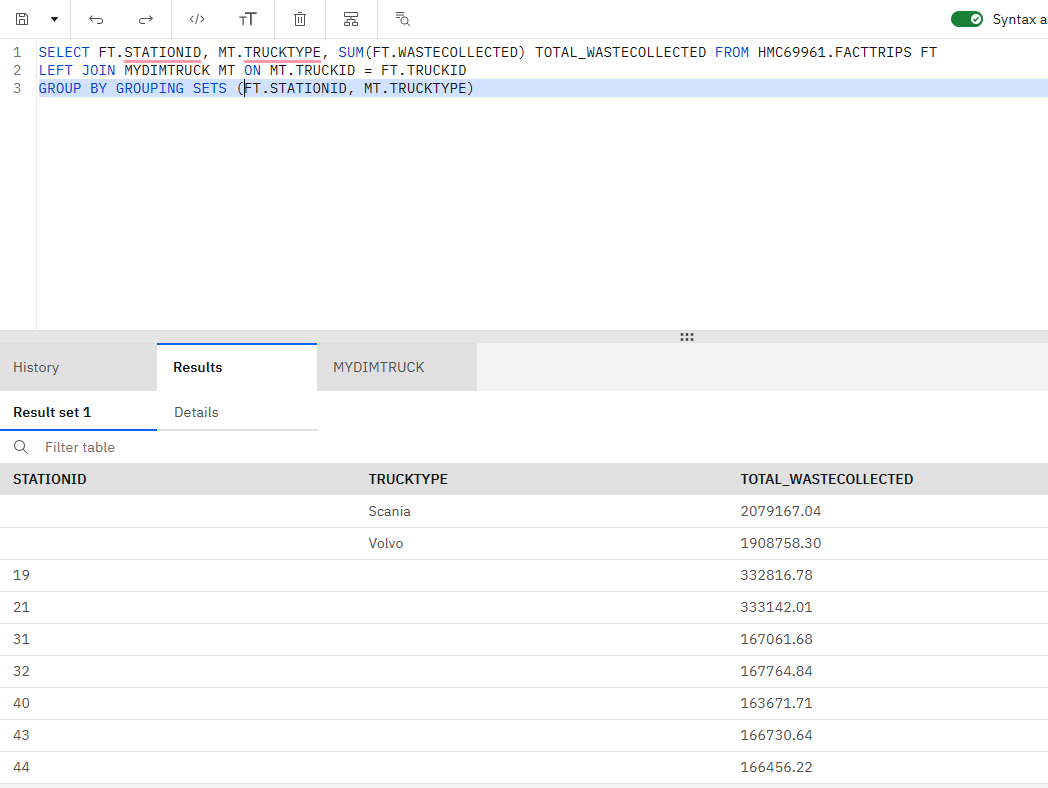 </> TT Syntax a
1 SELECT FT.STATIONID, MT.TRUCKTYPE, SUM(FT.WASTECOLLECTED) TOTAL_WASTECOLLECTED FROM HMC69961.FACTTRIPS FT
2 LEFT JOIN MYDIMTRUCK MT ON MT.TRUCKID = FT.TRUCKID
3 GROUP BY GROUPING SETS (FT.STATIONID, MT.TRUCKTYPE)
History Results MYDIMTRUCK
Result set 1 Details
Filter table
STATIONID TRUCKTYPE TOTAL_WASTECOLLECTED
Scania 2079167.04
Volvo 1908758.30
19 332816.78
21 333142.01
31 167061.68
32 167764.84
40 163671.71
43 166730.64
44 166456.22